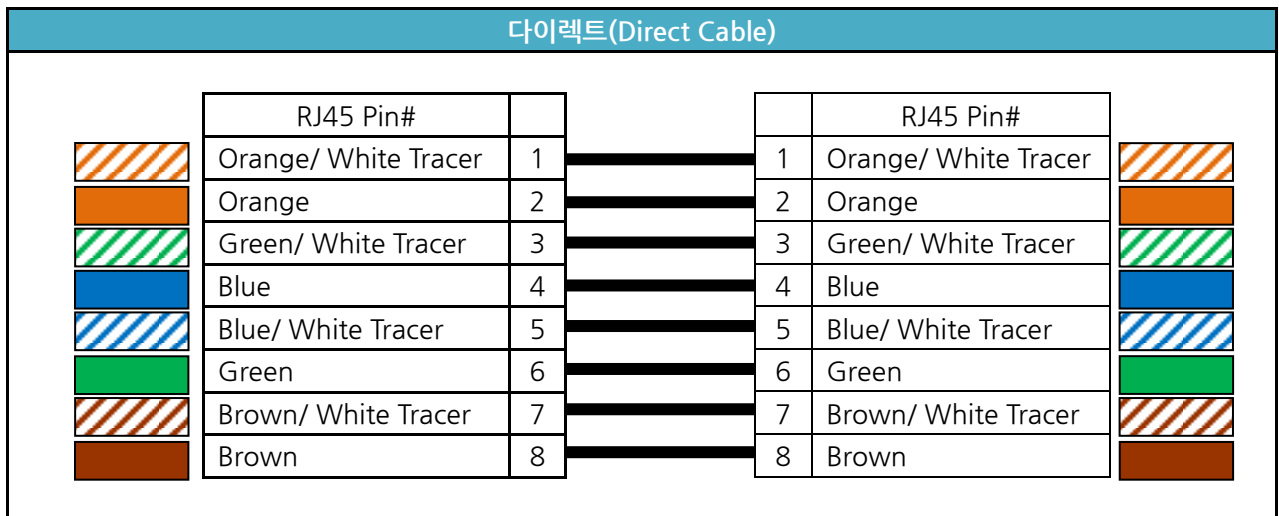 다이렉트(Direct Cable)
RJ45 Pin# RJ45 Pin#
Orange/ White Tracer 1 1 Orange/ White Tracer
Orange 2 2 Orange
Green/ White Tracer 3 3 Green/ White Tracer
Blue 4 4 Blue
Blue/ White Tracer 5 5 Blue/ White Tracer
Green 6 6 Green
Brown/ White Tracer 7 7 Brown/ White Tracer
Brown 8 8 Brown